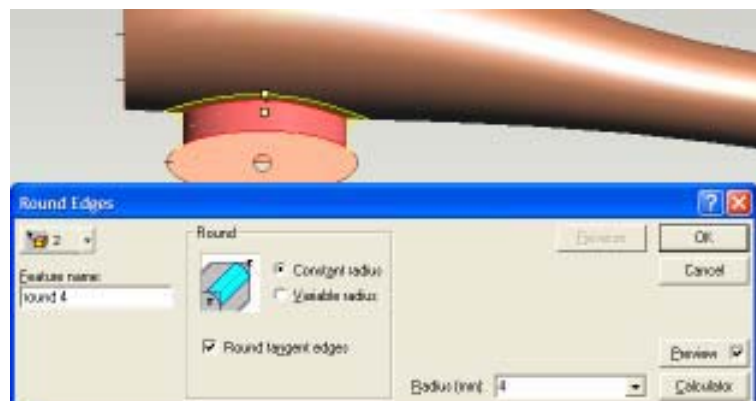 Round Edges
2
Feature name:
round 4
Round
Constant radius
Variable radius
Round tangent edges
Radius (mm): 4
Preview
OK
Cancel
Preview
Calculator